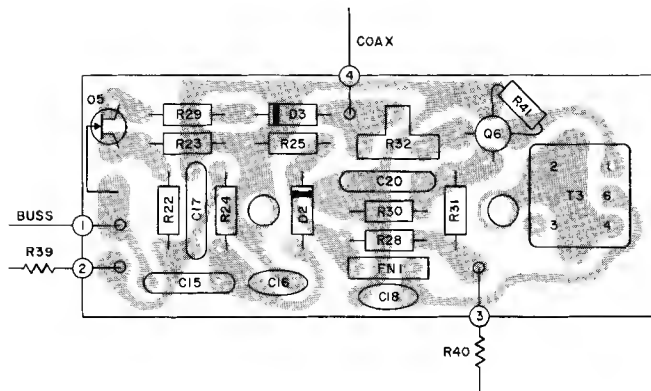 COAX
4
Q5
R29
D3
R41
R23
R25
R32
Q6
C20
2
1
R22
C17
R24
D2
R30
R31
T3
6
BUSS
1
R28
3
4
R39
2
FN1
C15
C16
C18
3
R40